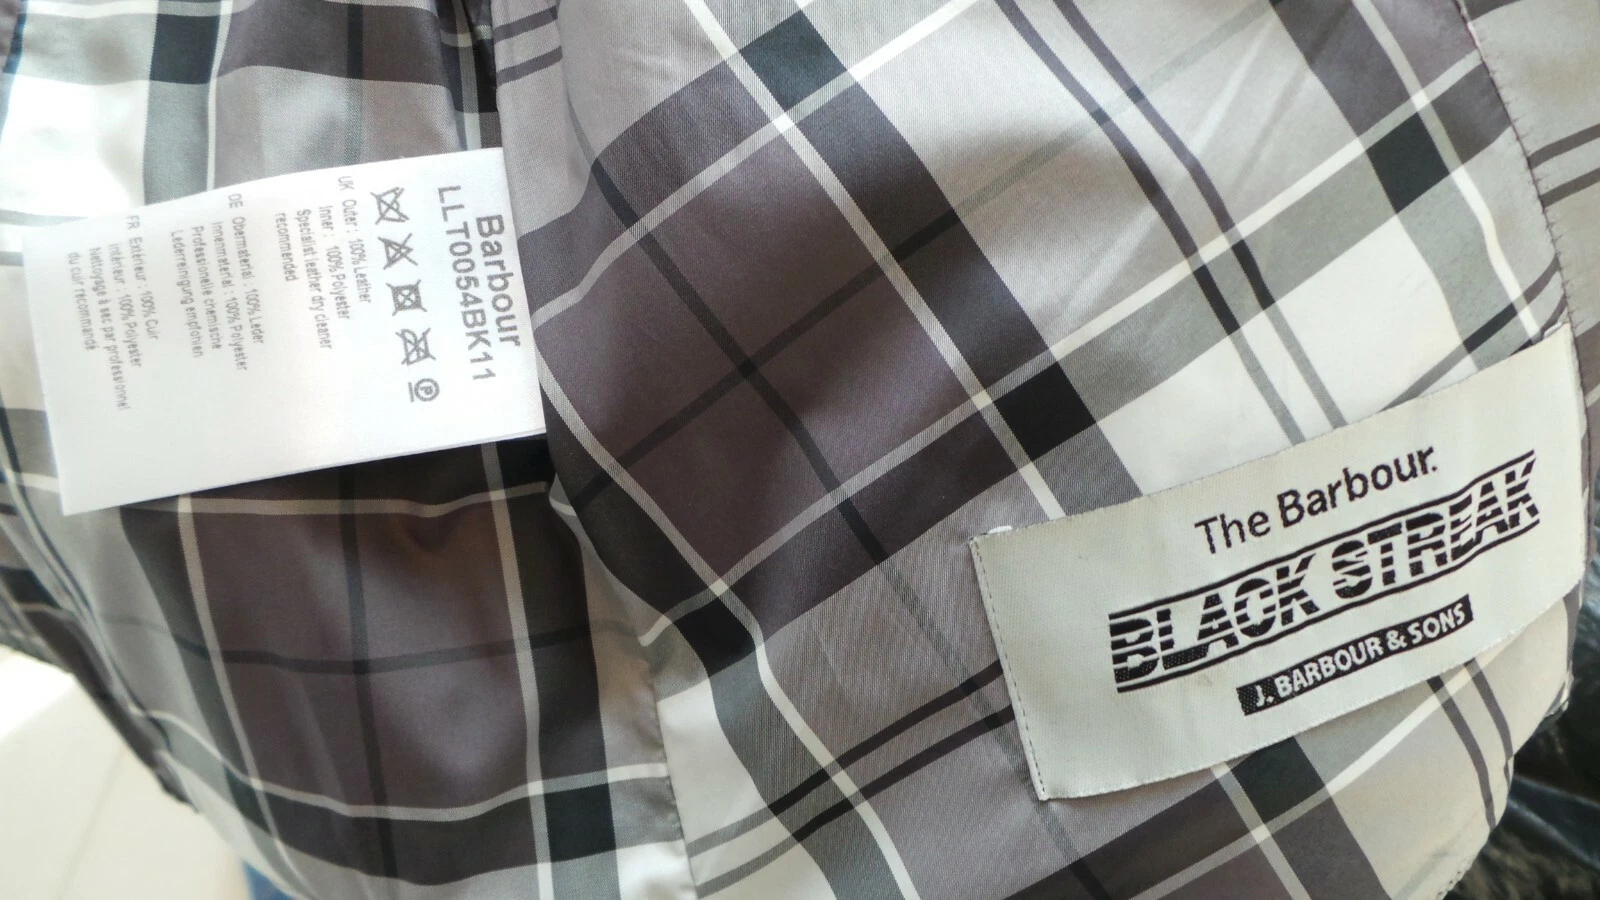 Barbour
LLT0054BK11
P
UK Outer : 100% Leather
Inner : 100% Polyester
Specialist leather dry cleaner
recommended
DE Obermaterial : 100% Leder
Innenmaterial : 100% Polyester
Professionelle chemische
Lederreinigung empfohlen
FR Extérieur : 100% Cuir
Intérieur : 100% Polyester
Nettoyage à sec par professionnel
du cuir recommandé
The Barbour.
BLACK STREAK
J. BARBOUR & SONS